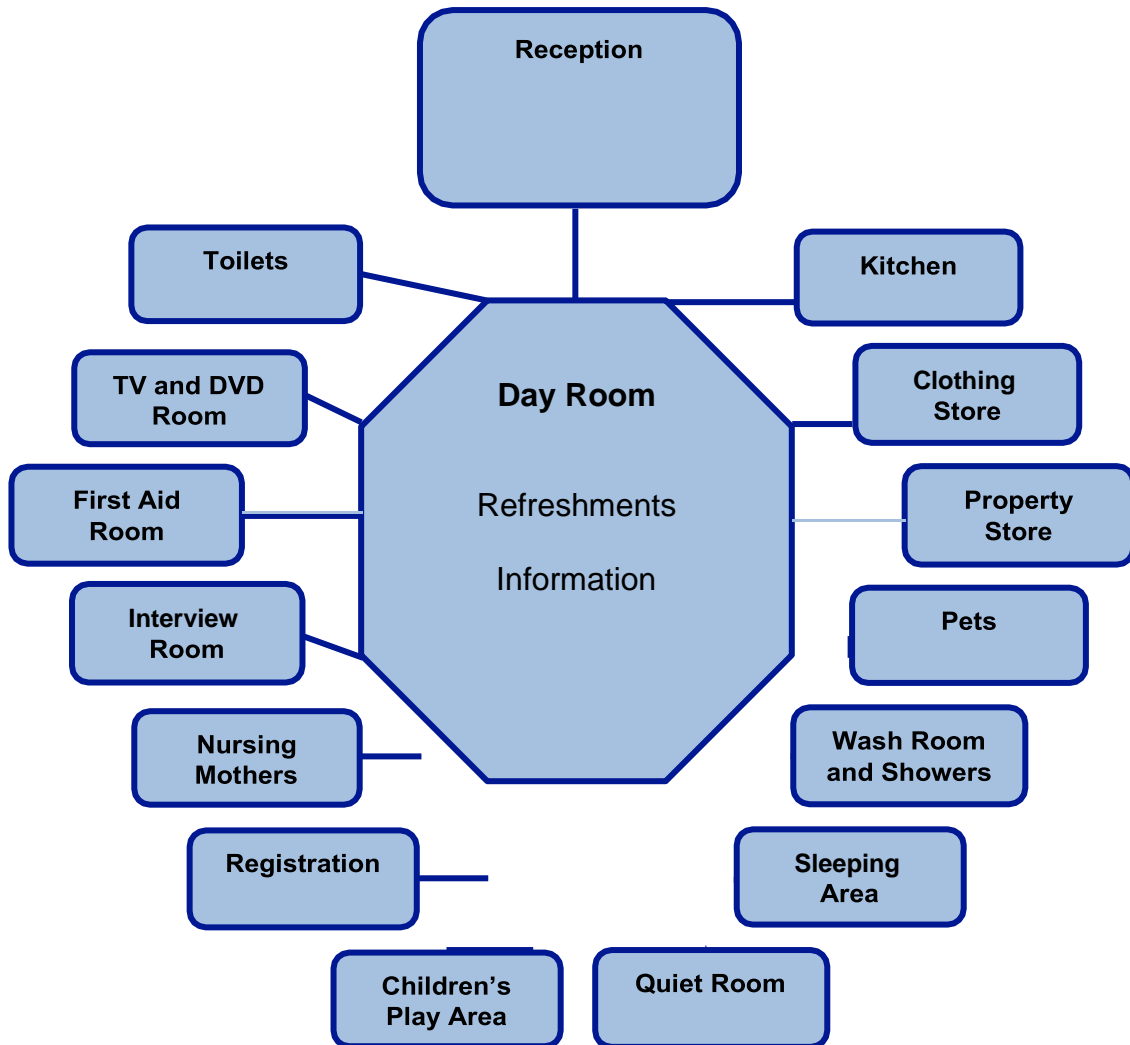 Reception
Toilets
Kitchen
TV and DVD
Room
Clothing
Store
Day Room
First Aid
Room
Refreshments
Property
Store
Information
Interview
Room
Pets
Nursing
Mothers
Wash Room
and Showers
Registration
Sleeping
Area
Children’s
Play Area
Quiet Room